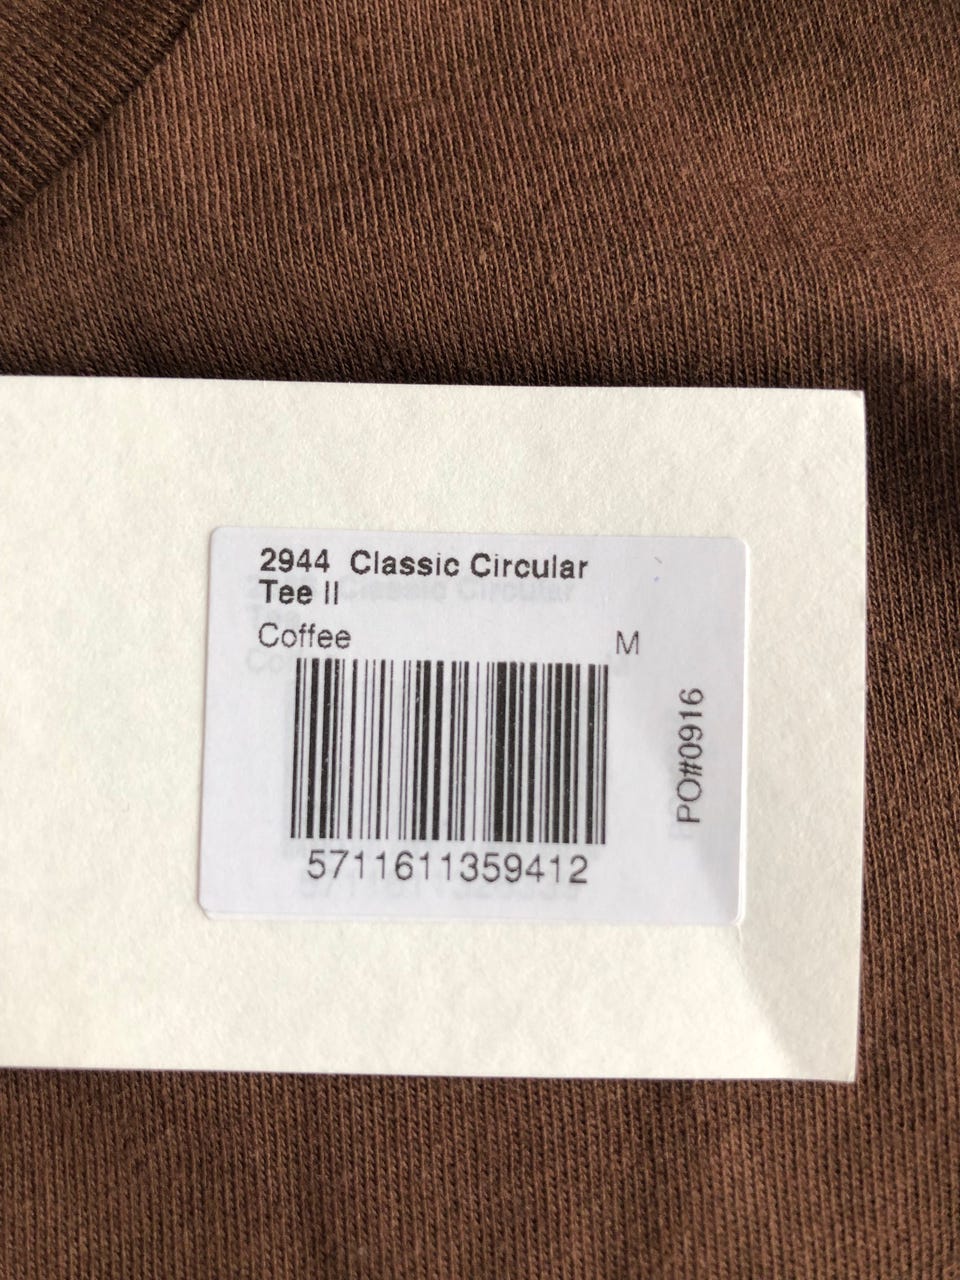 2944 Classic Circular
Tee II
Coffee
M
PO#0916
5711611359412